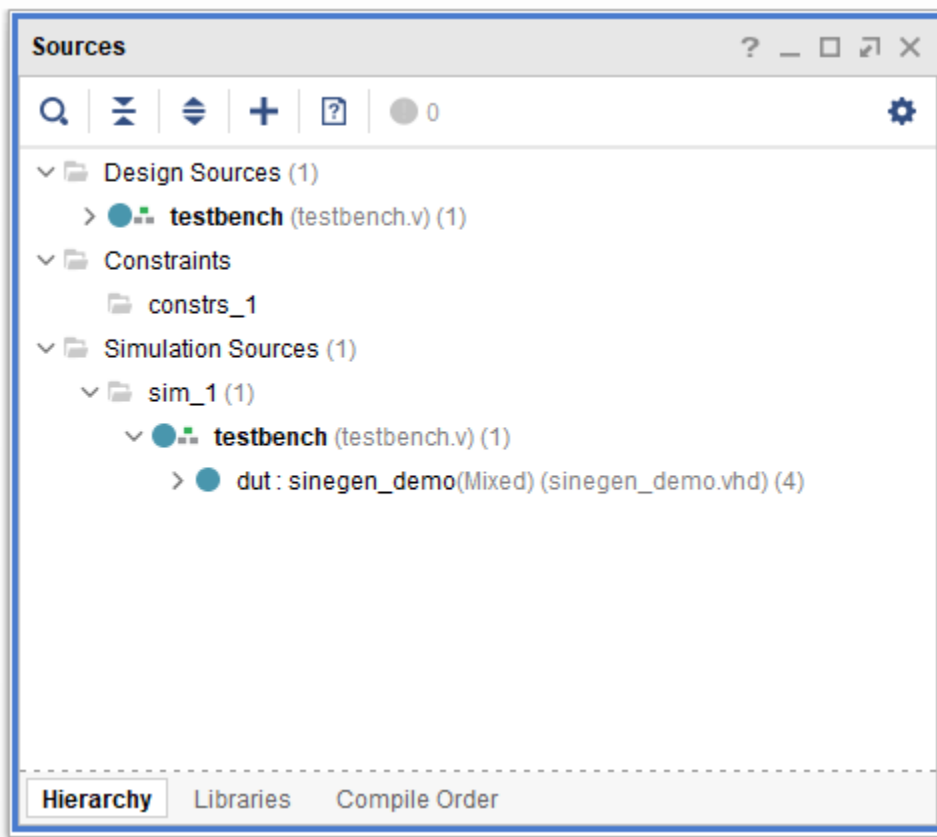 Sources
? 0
Design Sources (1)
testbench (testbench.v) (1)
Constraints
constrs_1
Simulation Sources (1)
sim_1 (1)
testbench (testbench.v) (1)
dut : sinegen_demo(Mixed) (sinegen_demo.vhd) (4)
Hierarchy Libraries Compile Order